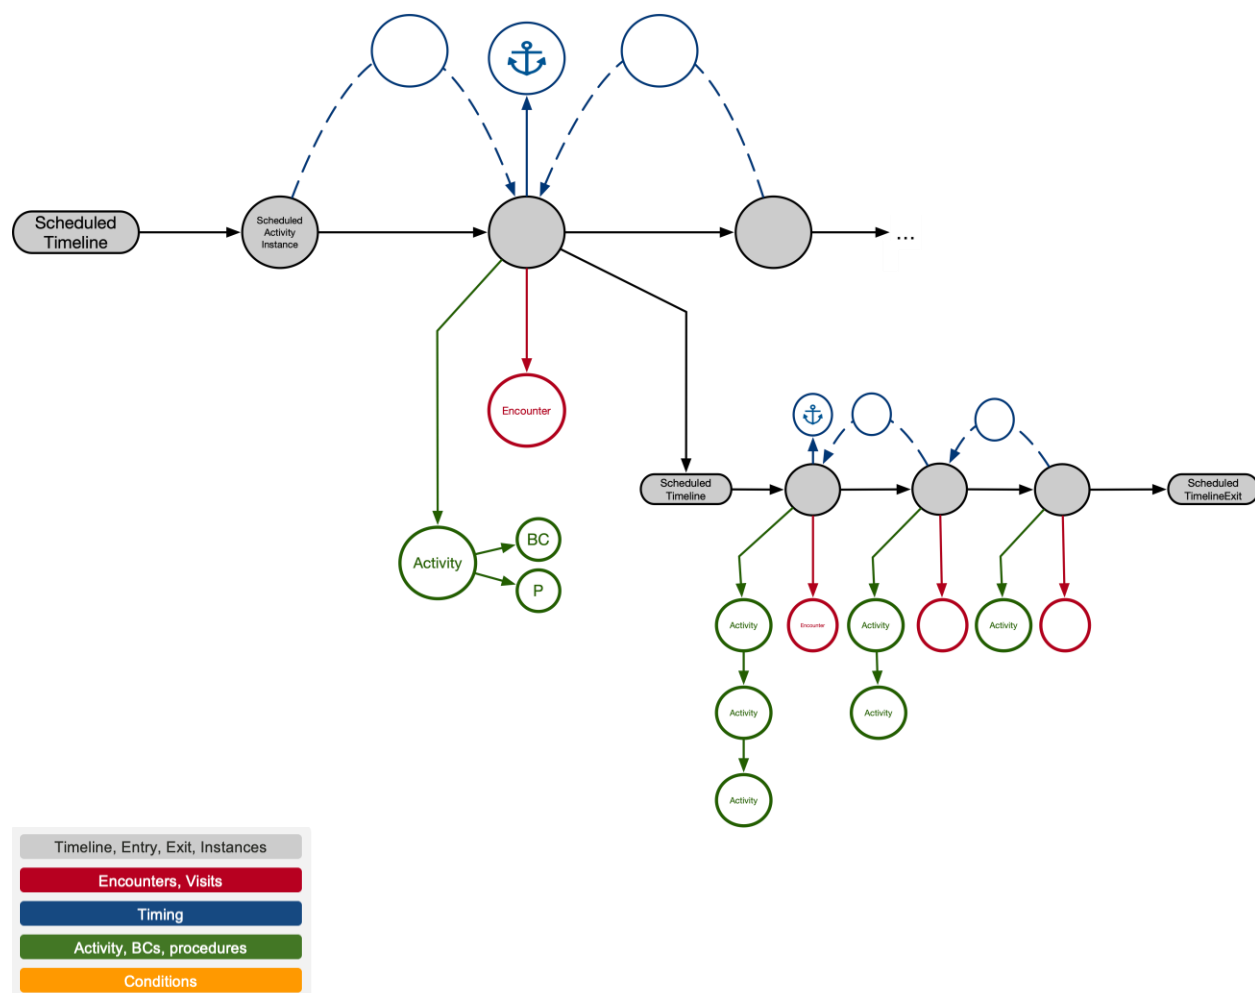 Scheduled
Timeline
Scheduled
Activity
Instance
...
Encounter
Scheduled
Timeline
Scheduled
TimelineExit
Activity
BC
P
Activity
Encounter
Activity
Activity
Activity
Activity
Activity
Timeline, Entry, Exit, Instances
Encounters, Visits
Timing
Activity, BCs, procedures
Conditions